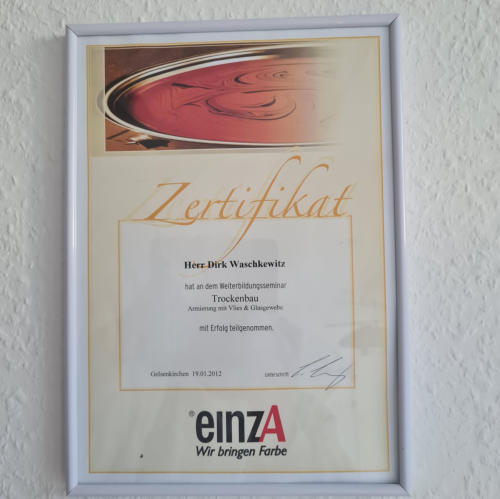 Zertifikat
Herr Dirk Waschkewitz
hat an dem Weiterbildungsseminar
Trockenbau
Armierung mit Vlies & Glasgewebe
mit Erfolg teilgenommen.
Gelsenkirchen 19.01.2012 Unterschrift
®einzA
Wir bringen Farbe